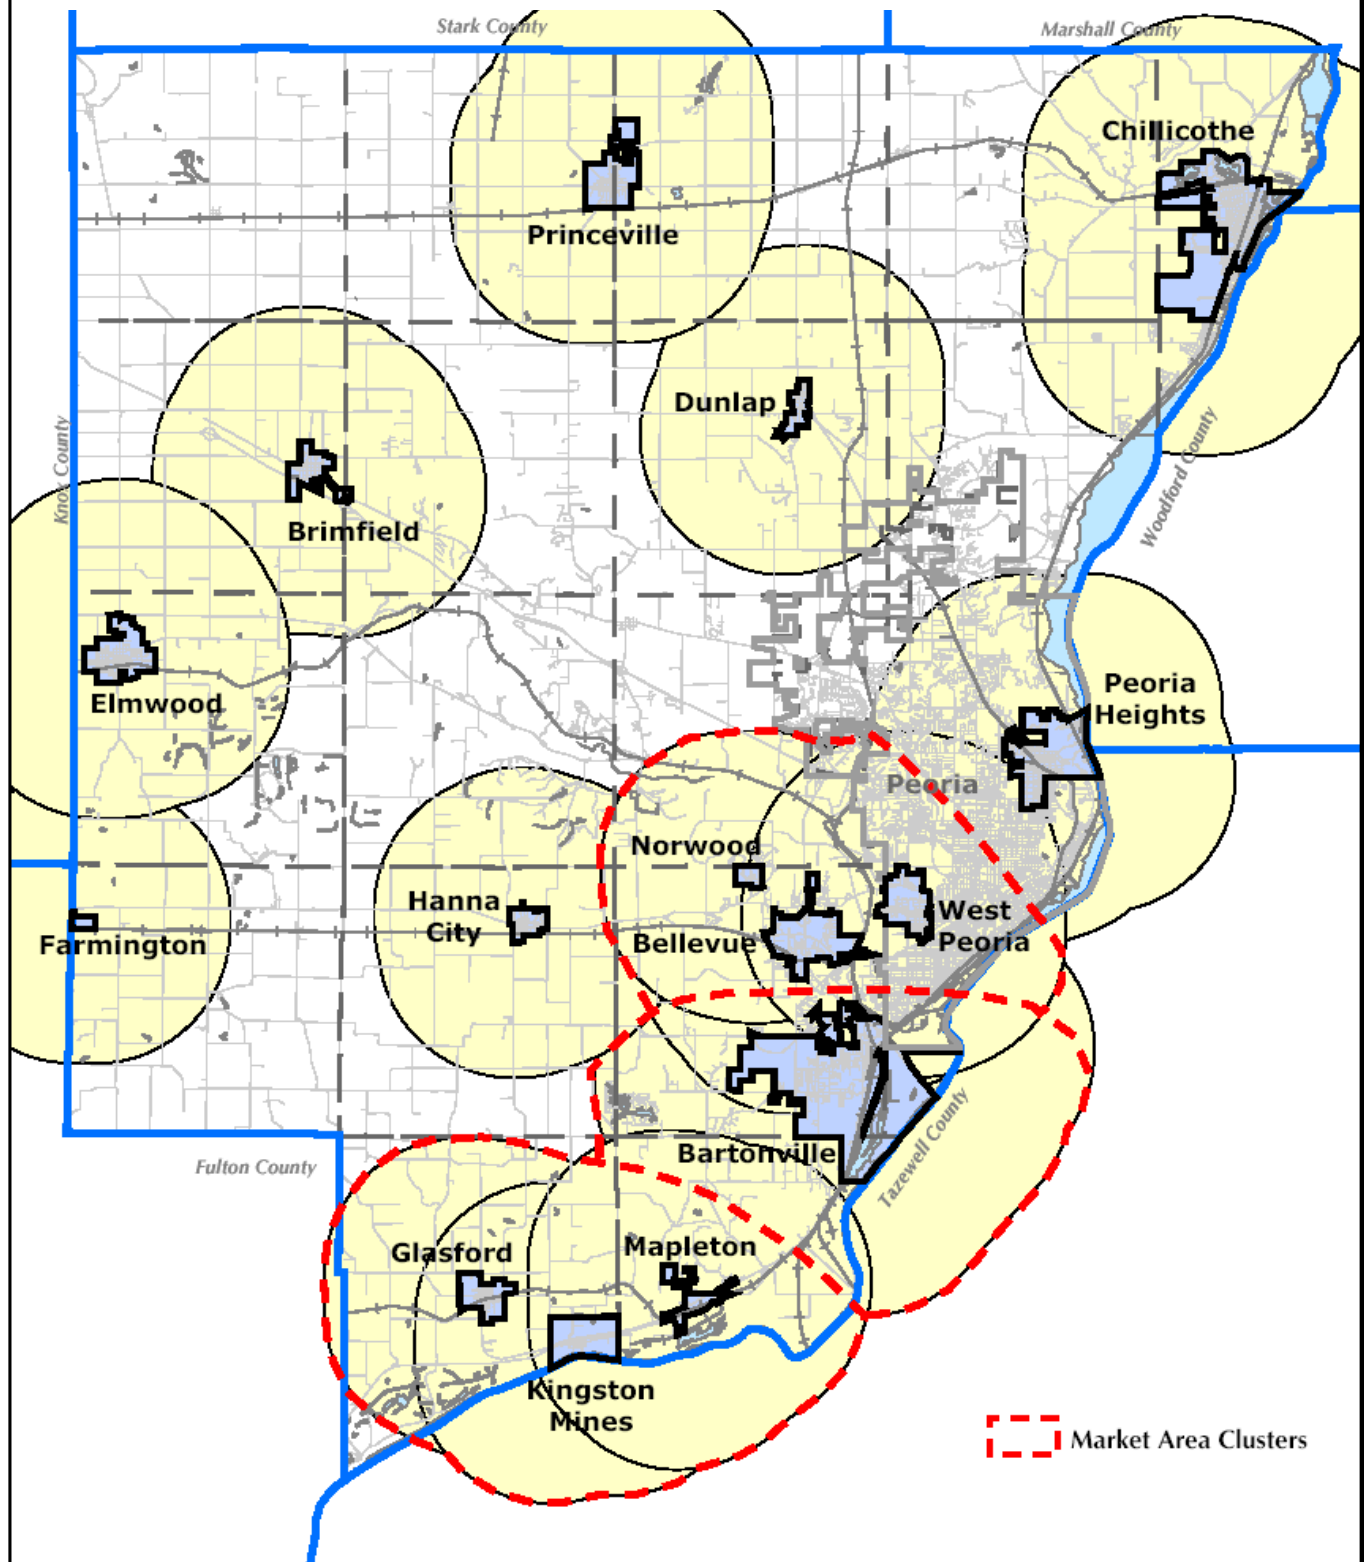 Stark County
Marshall County
Chillicothe
Princeville
Dunlap
Knox County
Woodford County
Brimfield
Elmwood
Peoria
Heights
Peoria
Norwood
Hanna
City
West
Peoria
Bellevue
Farmington
Tazewell County
Bartonville
Fulton County
Glasford
Mapleton
Kingston
Mines
Market Area Clusters